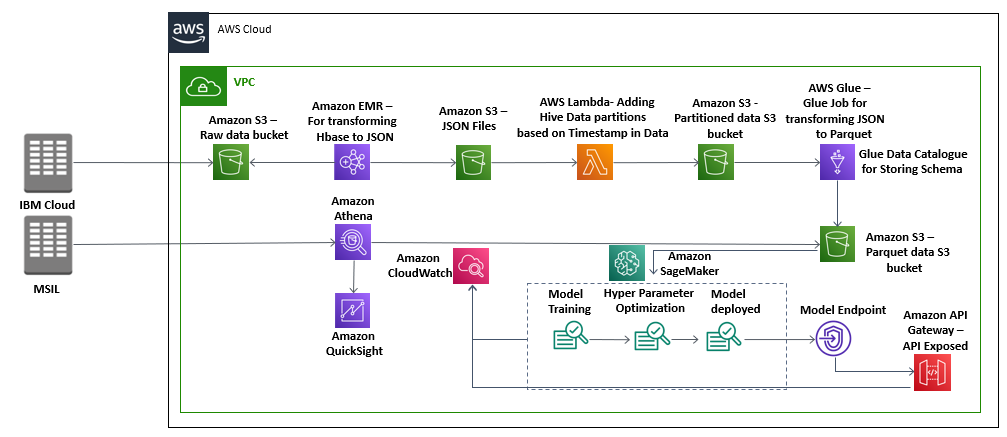 aws
AWS Cloud
VPC
Amazon S3 –
Raw data bucket
Amazon EMR –
For transforming
Hbase to JSON
Amazon S3 –
JSON Files
AWS Lambda- Adding
Hive Data partitions
based on Timestamp in Data
Amazon S3 -
Partitioned data S3
bucket
AWS Glue –
Glue Job for
transforming JSON
to Parquet
Glue Data Catalogue
for Storing Schema
IBM Cloud
MSIL
Amazon
Athena
Amazon
QuickSight
Amazon
CloudWatch
Amazon
SageMaker
Amazon S3 –
Parquet data S3
bucket
Model
Training
Hyper Parameter
Optimization
Model
deployed
Model Endpoint
Amazon API
Gateway –
API Exposed